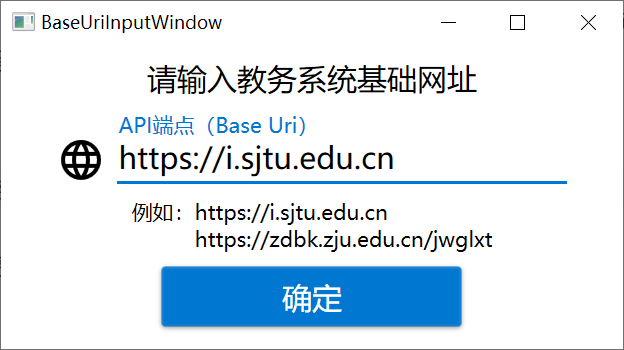 BaseUriInputWindow
请输入教务系统基础网址
API端点（Base Uri）
https://i.sjtu.edu.cn
例如：https://i.sjtu.edu.cn
https://zdbk.zju.edu.cn/jwglxt
确定